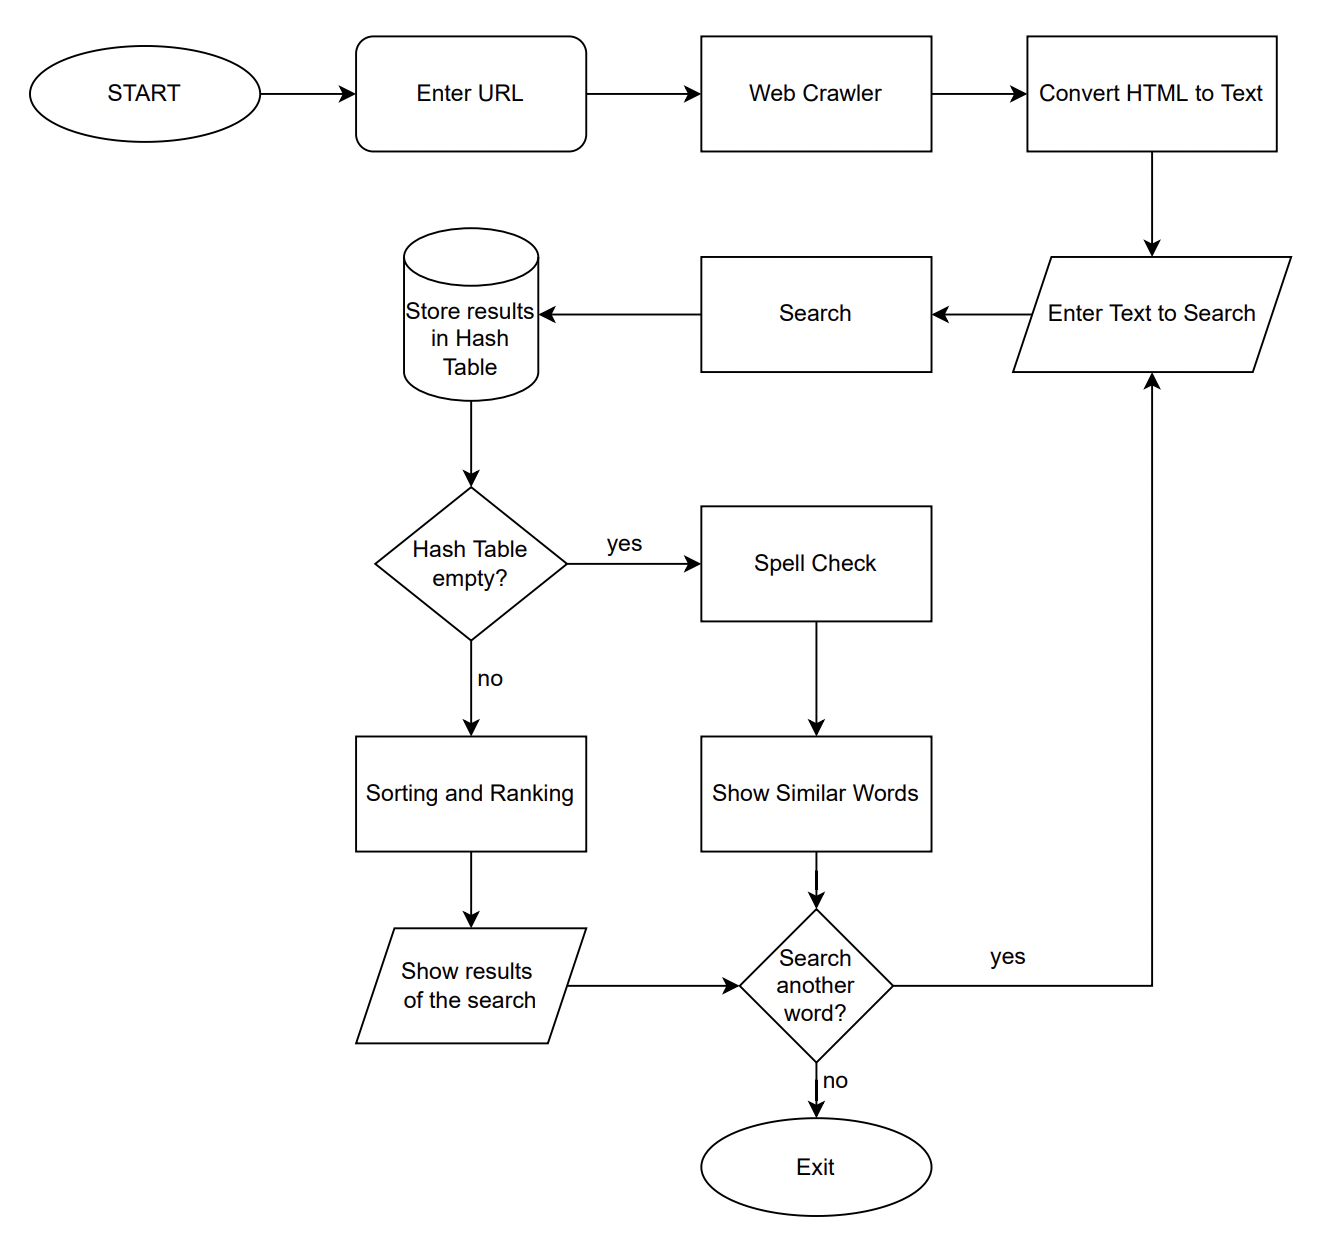 START
Enter URL
Web Crawler
Convert HTML to Text
Enter Text to Search
Search
Store results
in Hash
Table
Hash Table
empty?
yes
Spell Check
no
Sorting and Ranking
Show Similar Words
Show results
of the search
Search
another
word?
yes
no
Exit